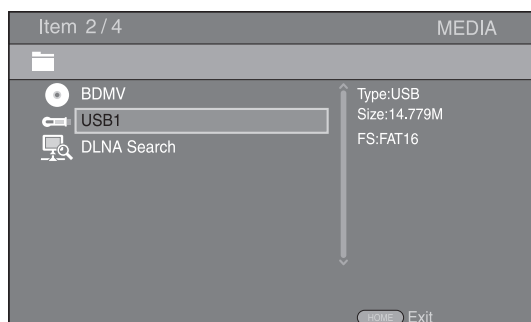 Item 2/4 MEDIA
BDMV
USB1
DLNA Search
Type:USB
Size:14.779M
FS:FAT16
HOME Exit